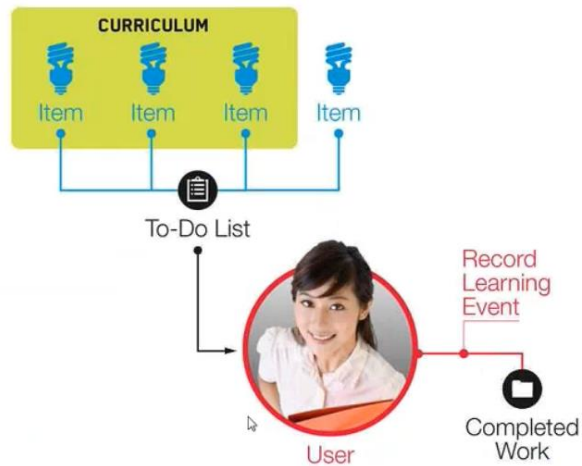 CURRICULUM
Item Item Item Item
To-Do List
Record
Learning
Event
Completed
Work
User